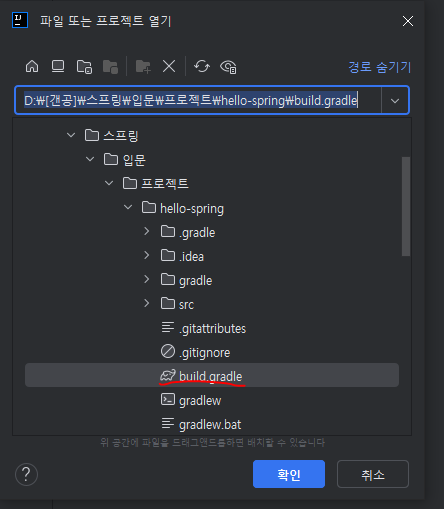 파일 또는 프로젝트 열기
경로 숨기기
D:₩[갠공]₩스프링₩입문₩프로젝트₩hello-spring₩build.gradle
스프링
입문
프로젝트
hello-spring
.gradle
.idea
gradle
src
.gitattributes
.gitignore
build.gradle
gradlew
gradlew.bat
위 공간에 파일을 드래그앤드롭하면 배치할 수 있습니다
?
확인
취소